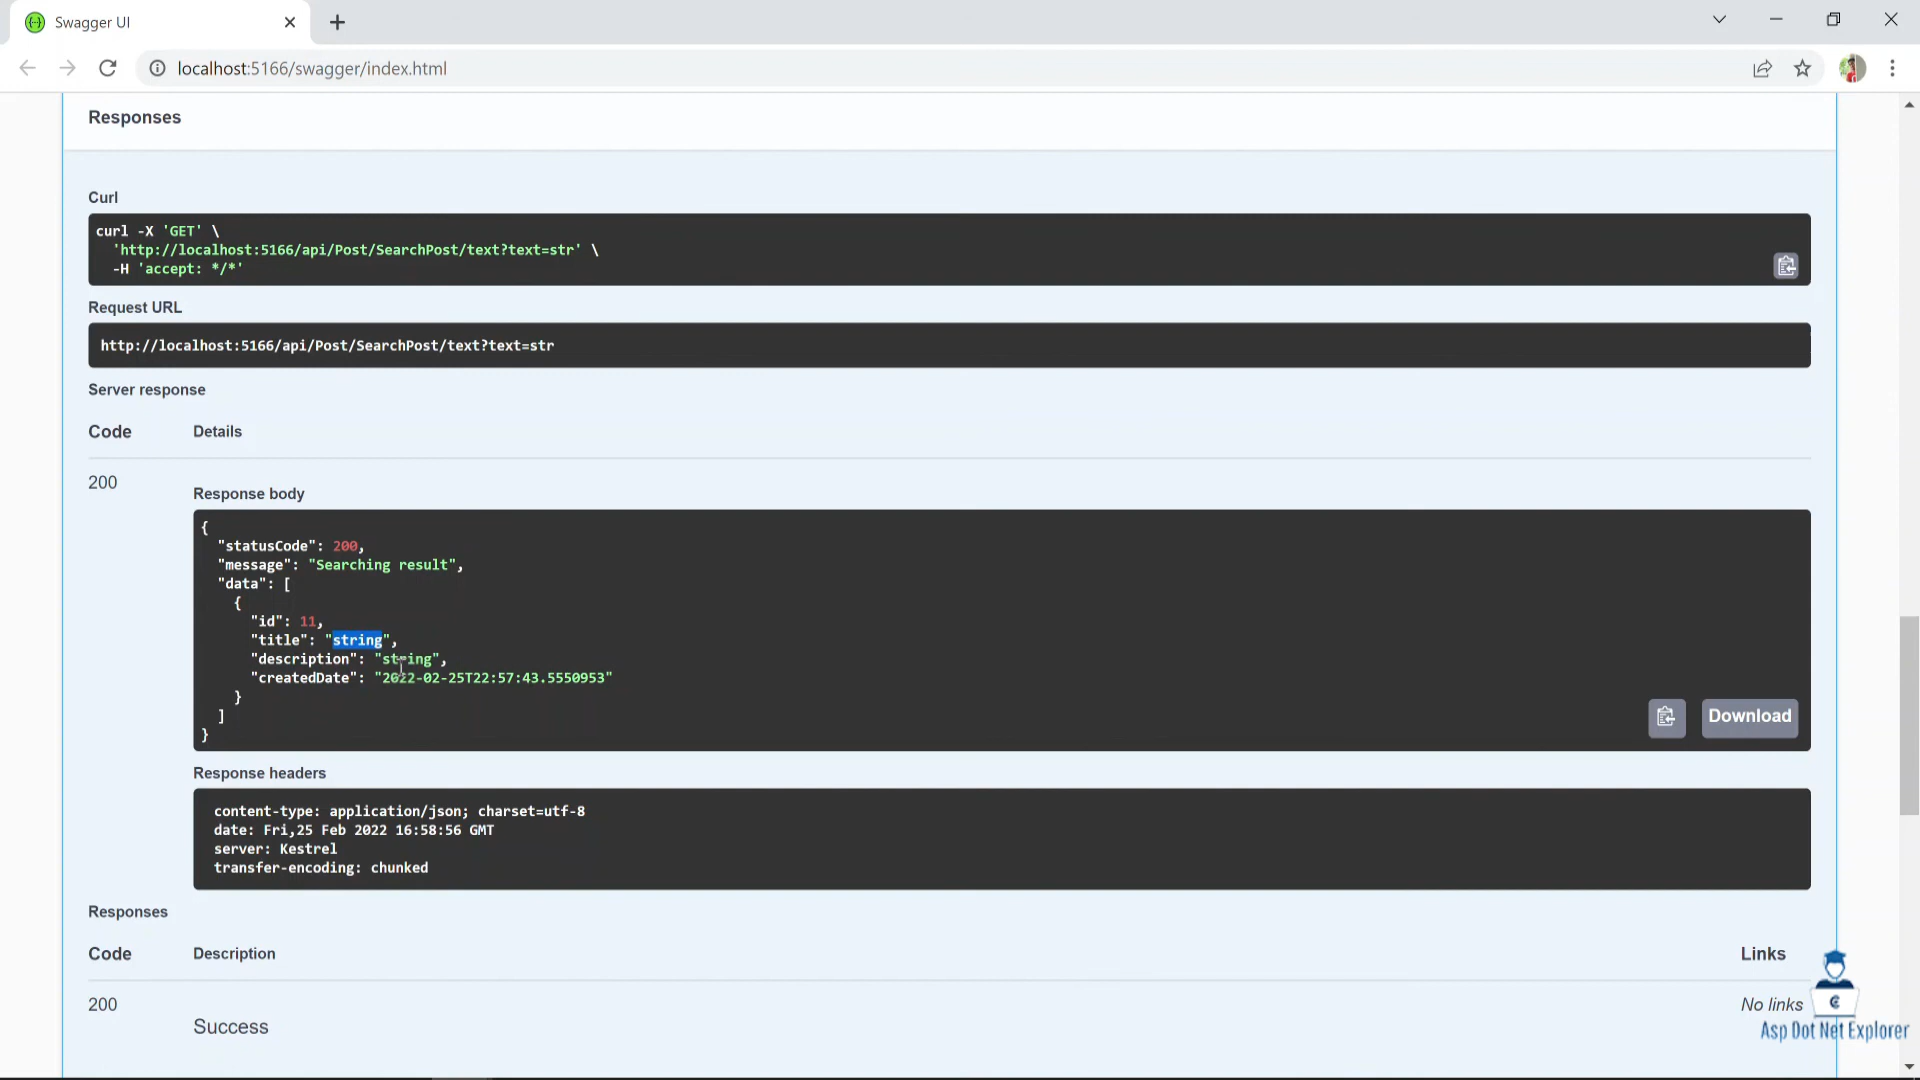 Swagger UI
localhost:5166/swagger/index.html
Responses
Curl
curl -X 'GET' \
'http://localhost:5166/api/Post/SearchPost/text?text=str' \
-H 'accept: */*'
Request URL
http://localhost:5166/api/Post/SearchPost/text?text=str
Server response
Code Details
200
Response body
{
"statusCode": 200,
"message": "Searching result",
"data": [
{
"id": 11,
"title": "string",
"description": "string",
"createdDate": "2022-02-25T22:57:43.5550953"
}
]
}
Download
Response headers
content-type: application/json; charset=utf-8
date: Fri,25 Feb 2022 16:58:56 GMT
server: Kestrel
transfer-encoding: chunked
Responses
Code Description Links
200 No links
Success
Asp Dot Net Explorer